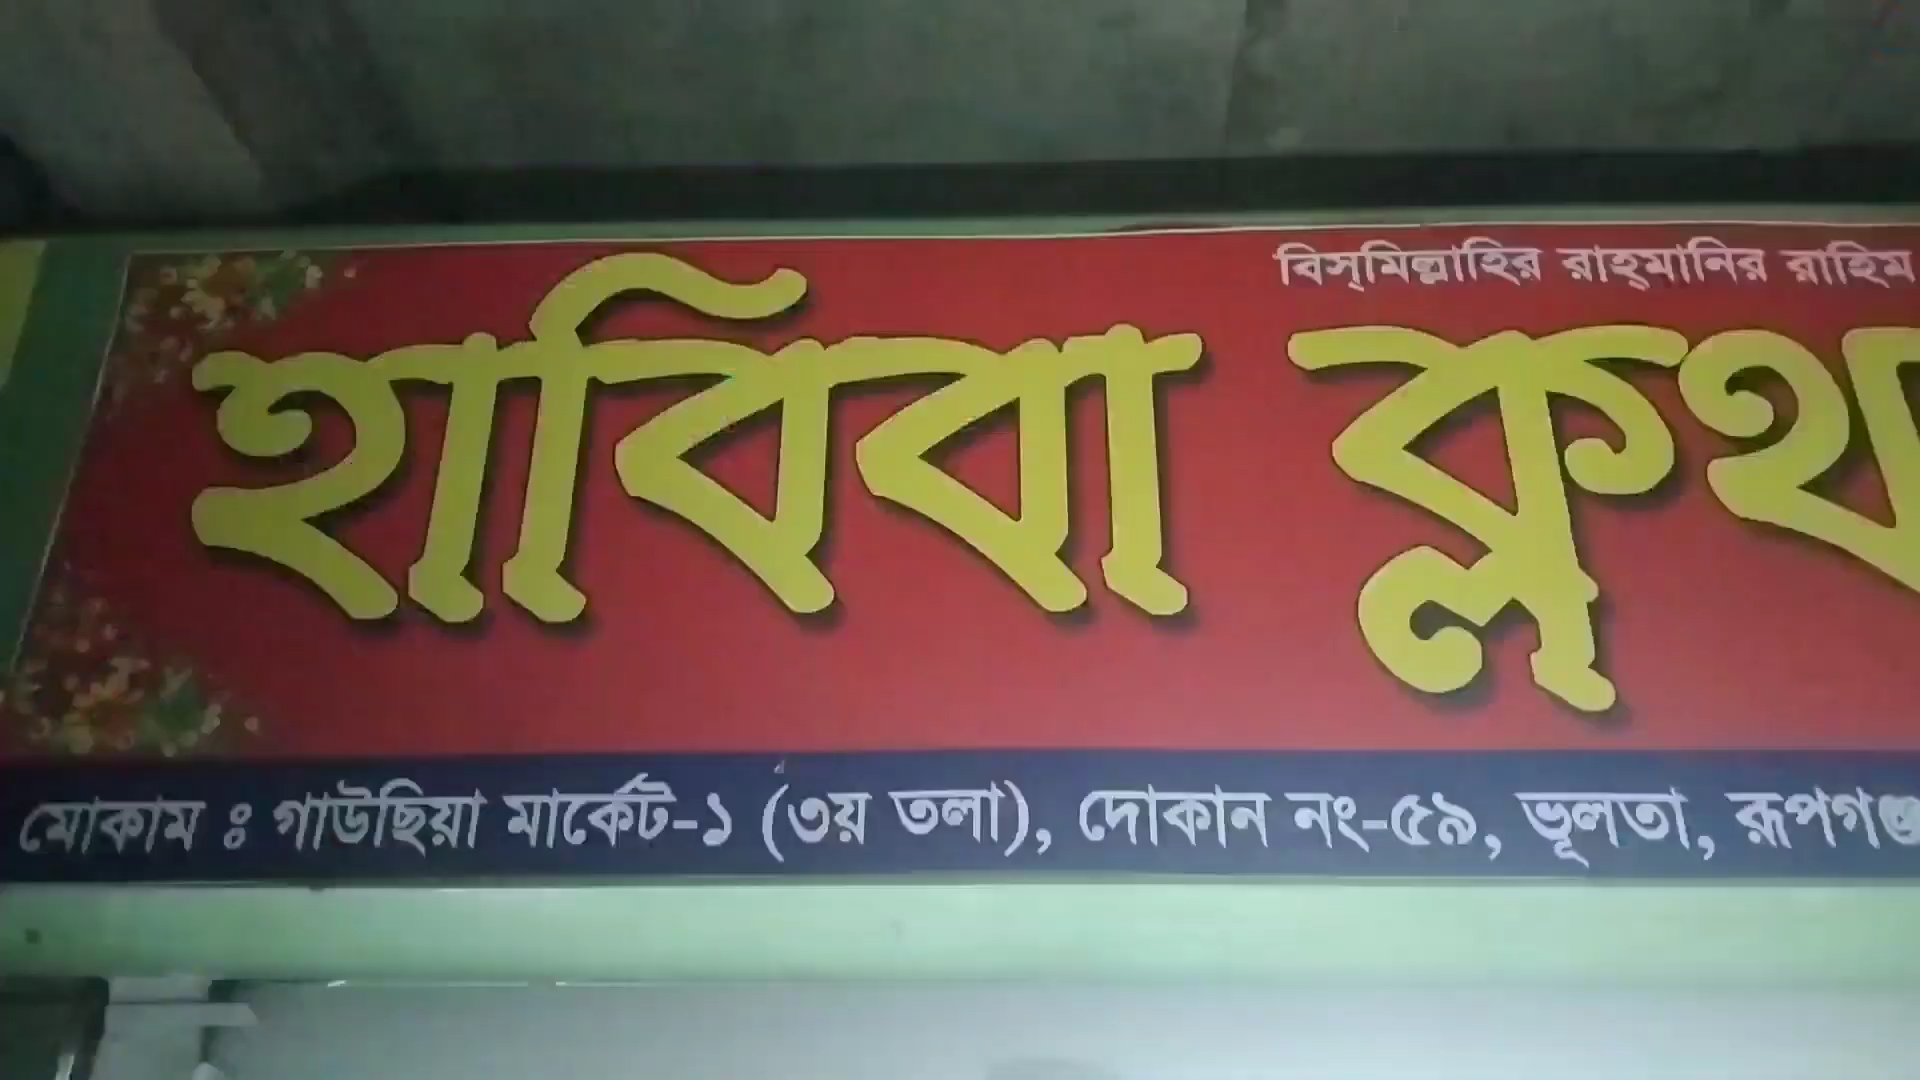 বিস্‌মিল্লাহির রাহ্‌মানির রাহিম
হাবিবা ক্লথ
মোকাম ঃ গাউছিয়া মার্কেট-১ (৩য় তলা), দোকান নং-৫৯, ভূলতা, রূপগঞ্জ